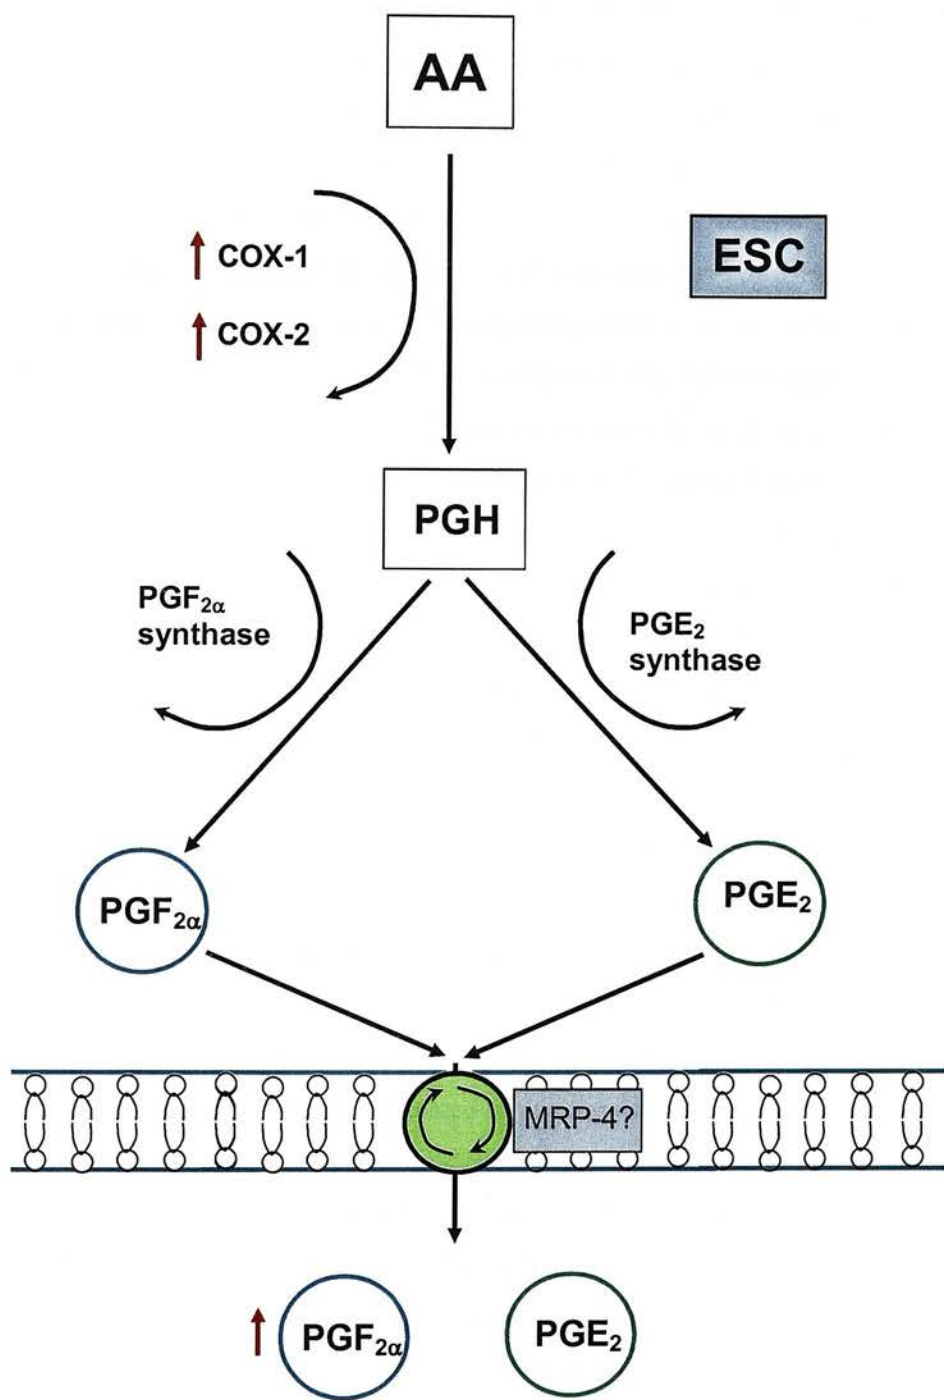 AA
COX-1
ESC
COX-2
PGH
PGF₂α
synthase
PGE₂
synthase
PGF₂α
PGE₂
MRP-4?
PGF₂α
PGE₂